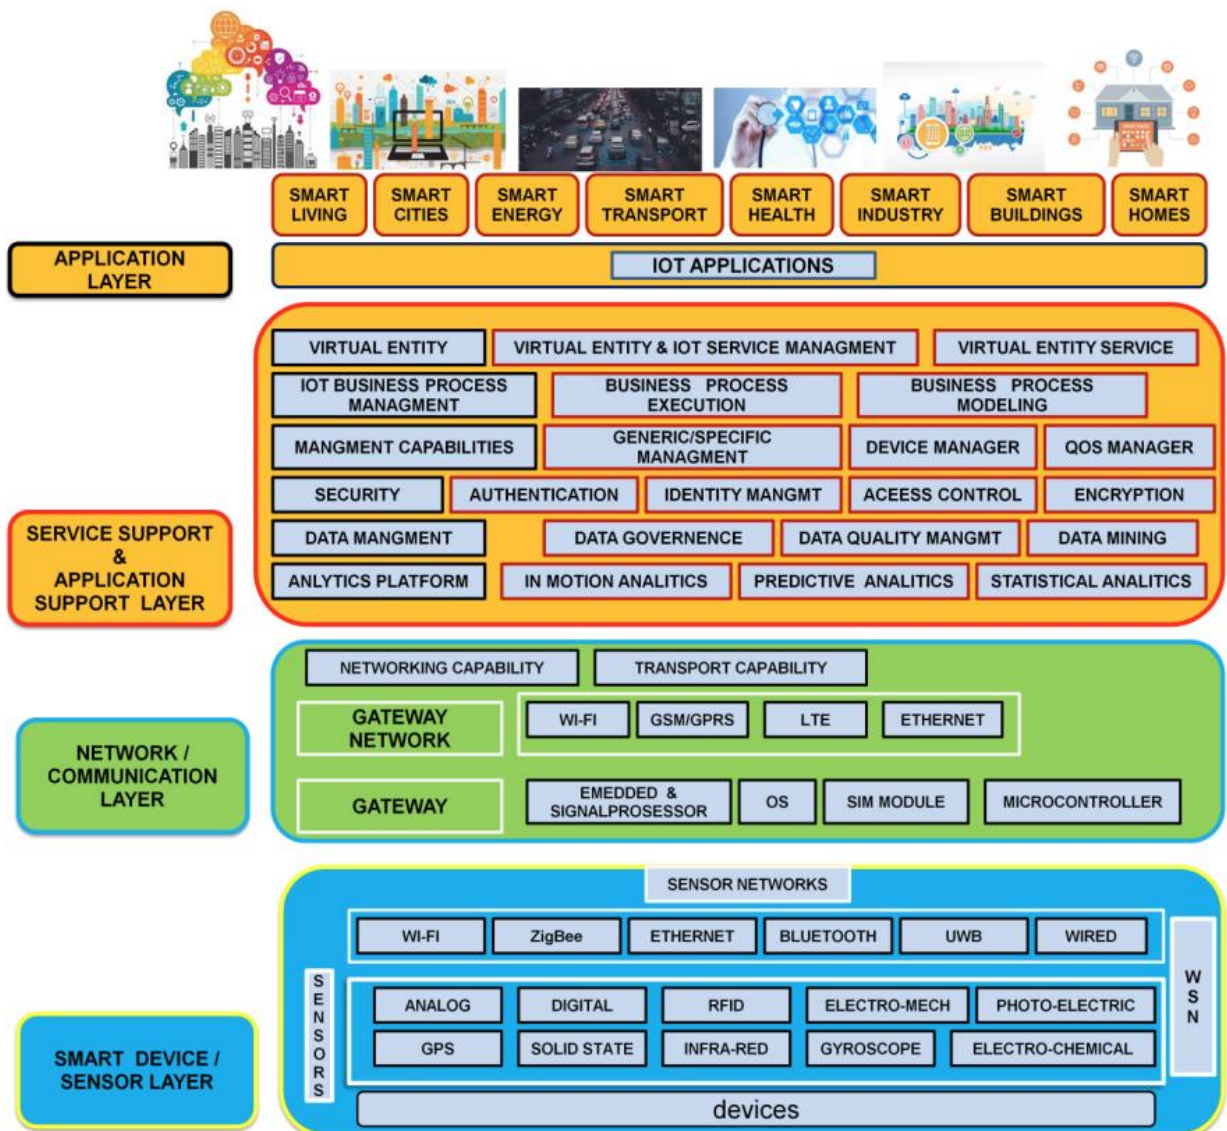 SMART
LIVING
SMART
CITIES
SMART
ENERGY
SMART
TRANSPORT
SMART
HEALTH
SMART
INDUSTRY
SMART
BUILDINGS
SMART
HOMES
APPLICATION
LAYER
IOT APPLICATIONS
SERVICE SUPPORT
&
APPLICATION
SUPPORT LAYER
VIRTUAL ENTITY
VIRTUAL ENTITY & IOT SERVICE MANAGMENT
VIRTUAL ENTITY SERVICE
IOT BUSINESS PROCESS
MANAGMENT
BUSINESS PROCESS
EXECUTION
BUSINESS PROCESS
MODELING
MANGMENT CAPABILITIES
GENERIC/SPECIFIC
MANAGMENT
DEVICE MANAGER
QOS MANAGER
SECURITY
AUTHENTICATION
IDENTITY MANGMT
ACEESS CONTROL
ENCRYPTION
DATA MANGMENT
DATA GOVERNENCE
DATA QUALITY MANGMT
DATA MINING
ANLYTICS PLATFORM
IN MOTION ANALITICS
PREDICTIVE ANALITICS
STATISTICAL ANALITICS
NETWORK /
COMMUNICATION
LAYER
NETWORKING CAPABILITY
TRANSPORT CAPABILITY
GATEWAY
NETWORK
WI-FI
GSM/GPRS
LTE
ETHERNET
GATEWAY
EMEDDED &
SIGNALPROSESSOR
OS
SIM MODULE
MICROCONTROLLER
SMART DEVICE /
SENSOR LAYER
SENSOR NETWORKS
WI-FI
ZigBee
ETHERNET
BLUETOOTH
UWB
WIRED
SENSORS
ANALOG
DIGITAL
RFID
ELECTRO-MECH
PHOTO-ELECTRIC
GPS
SOLID STATE
INFRA-RED
GYROSCOPE
ELECTRO-CHEMICAL
WSN
devices